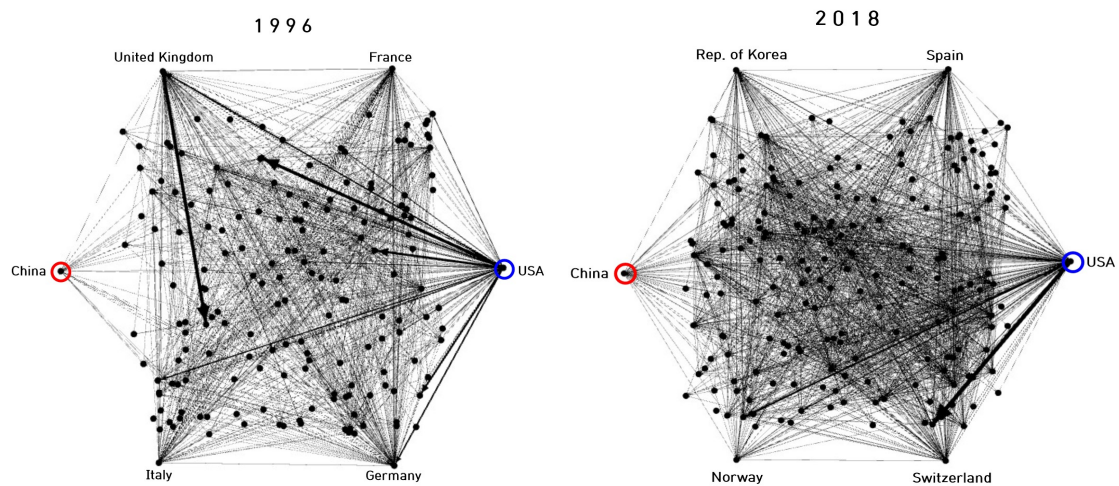 1996
2018
United Kingdom
France
Rep. of Korea
Spain
China
USA
China
USA
Italy
Germany
Norway
Switzerland